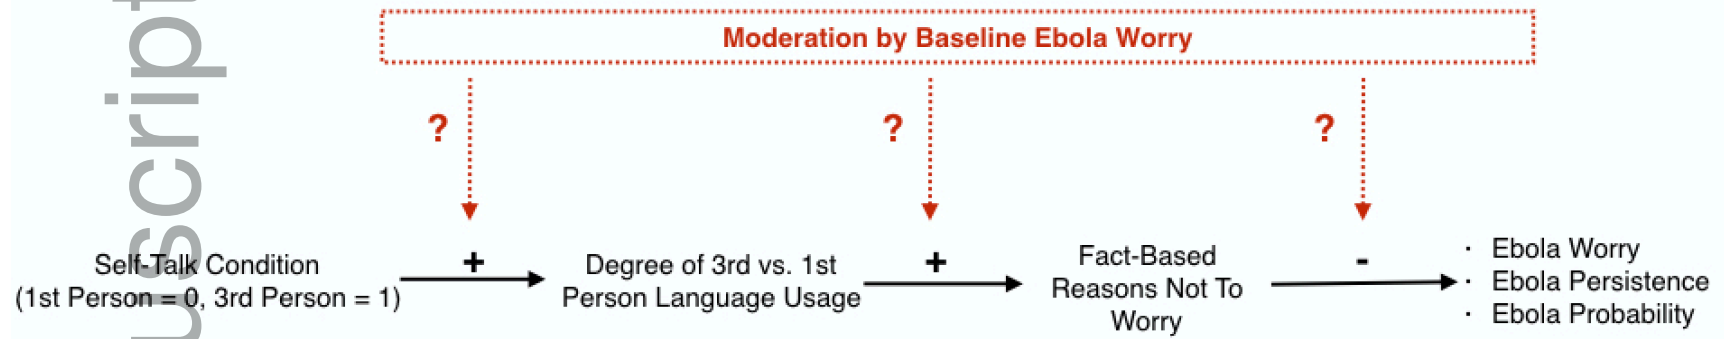 Moderation by Baseline Ebola Worry
? ? ?
+ + -
Self-Talk Condition
(1st Person = 0, 3rd Person = 1)
Degree of 3rd vs. 1st
Person Language Usage
Fact-Based
Reasons Not To
Worry
· Ebola Worry
· Ebola Persistence
· Ebola Probability
uscript